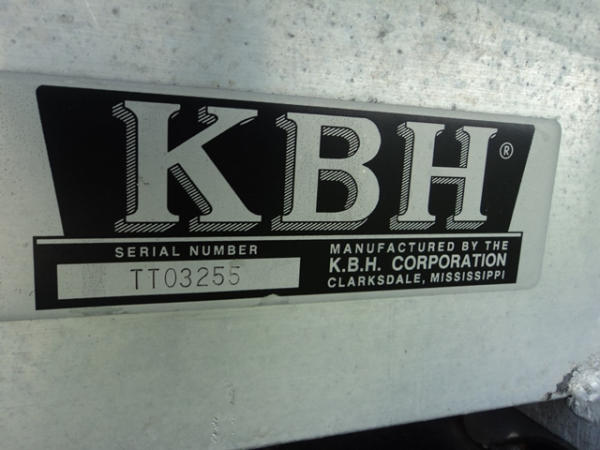 KBH®
SERIAL NUMBER
TT03255
MANUFACTURED BY THE
K.B.H. CORPORATION
CLARKSDALE, MISSISSIPPI